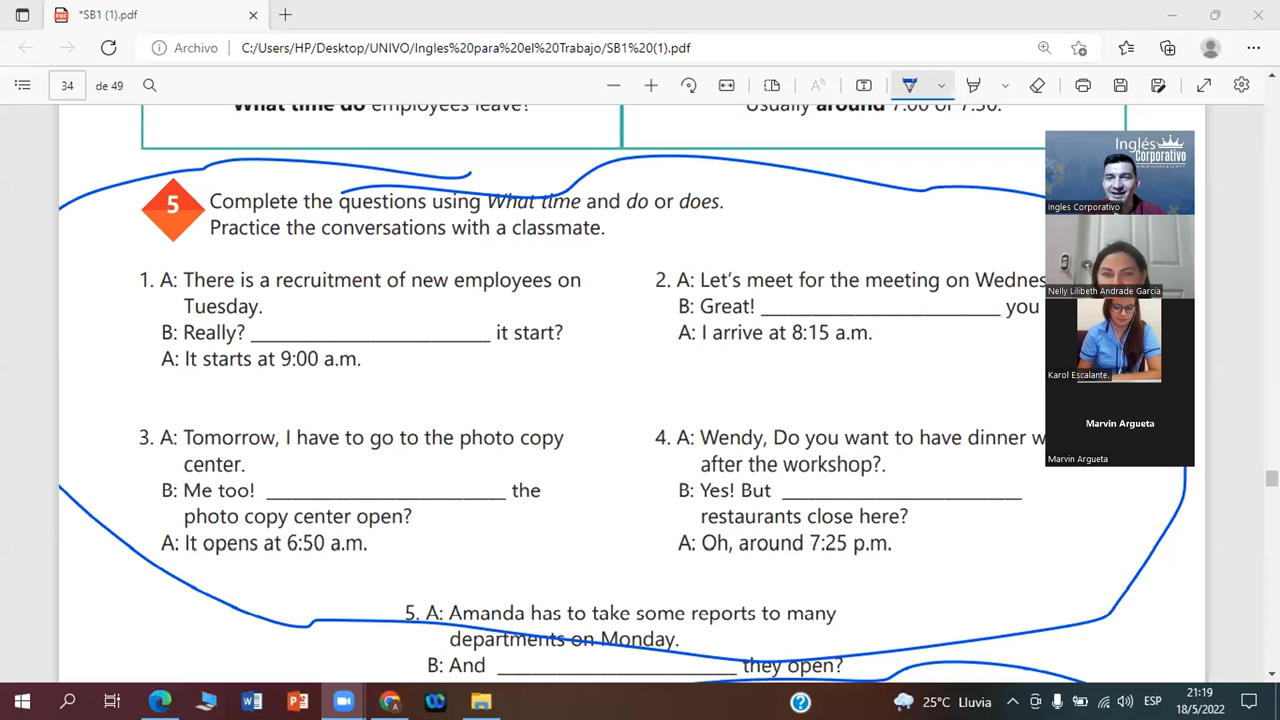 *SB1 (1).pdf
Archivo
C:/Users/HP/Desktop/UNIVO/Ingles%20para%20el%20Trabajo/SB1%20(1).pdf
34
de 49
What time do employees leave?
Usually around 7:00 or 7:30.
5
Complete the questions using What time and do or does.
Practice the conversations with a classmate.
1. A: There is a recruitment of new employees on
Tuesday.
B: Really? ________________________ it start?
A: It starts at 9:00 a.m.
2. A: Let's meet for the meeting on Wednes
B: Great! ________________________ you
A: I arrive at 8:15 a.m.
3. A: Tomorrow, I have to go to the photo copy
center.
B: Me too! ________________________ the
photo copy center open?
A: It opens at 6:50 a.m.
4. A: Wendy, Do you want to have dinner w
after the workshop?.
B: Yes! But ________________________
restaurants close here?
A: Oh, around 7:25 p.m.
5. A: Amanda has to take some reports to many
departments on Monday.
B: And ________________________ they open?
Inglés
Corporativo
Ingles Corporativo
Nelly Lilibeth Andrade García
Karol Escalante.
Marvin Argueta
Marvin Argueta
25°C Lluvia
ESP
21:19
18/5/2022